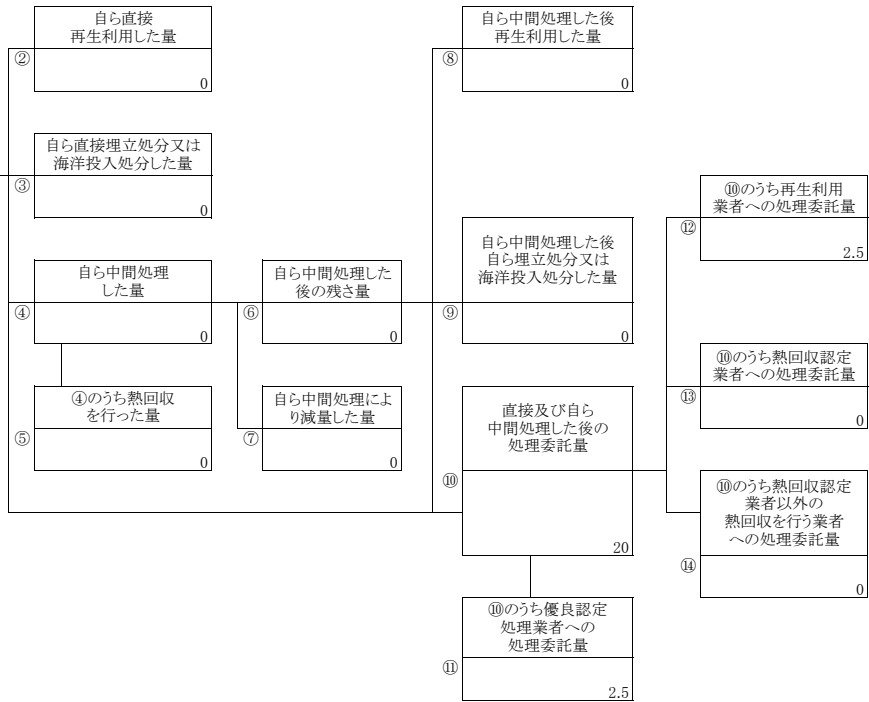 自ら直接
再生利用した量
②
0
自ら直接埋立処分又は
海洋投入処分した量
③
0
自ら中間処理
した量
④
0
④のうち熱回収
を行った量
⑤
0
自ら中間処理した
後の残さ量
⑥
0
自ら中間処理によ
り減量した量
⑦
0
自ら中間処理した後
再生利用した量
⑧
0
自ら中間処理した後
自ら埋立処分又は
海洋投入処分した量
⑨
0
直接及び自ら
中間処理した後の
処理委託量
⑩
20
⑩のうち優良認定
処理業者への
処理委託量
⑪
2.5
⑩のうち再生利用
業者への処理委託量
⑫
2.5
⑩のうち熱回収認定
業者への処理委託量
⑬
0
⑩のうち熱回収認定
業者以外の
熱回収を行う業者
への処理委託量
⑭
0